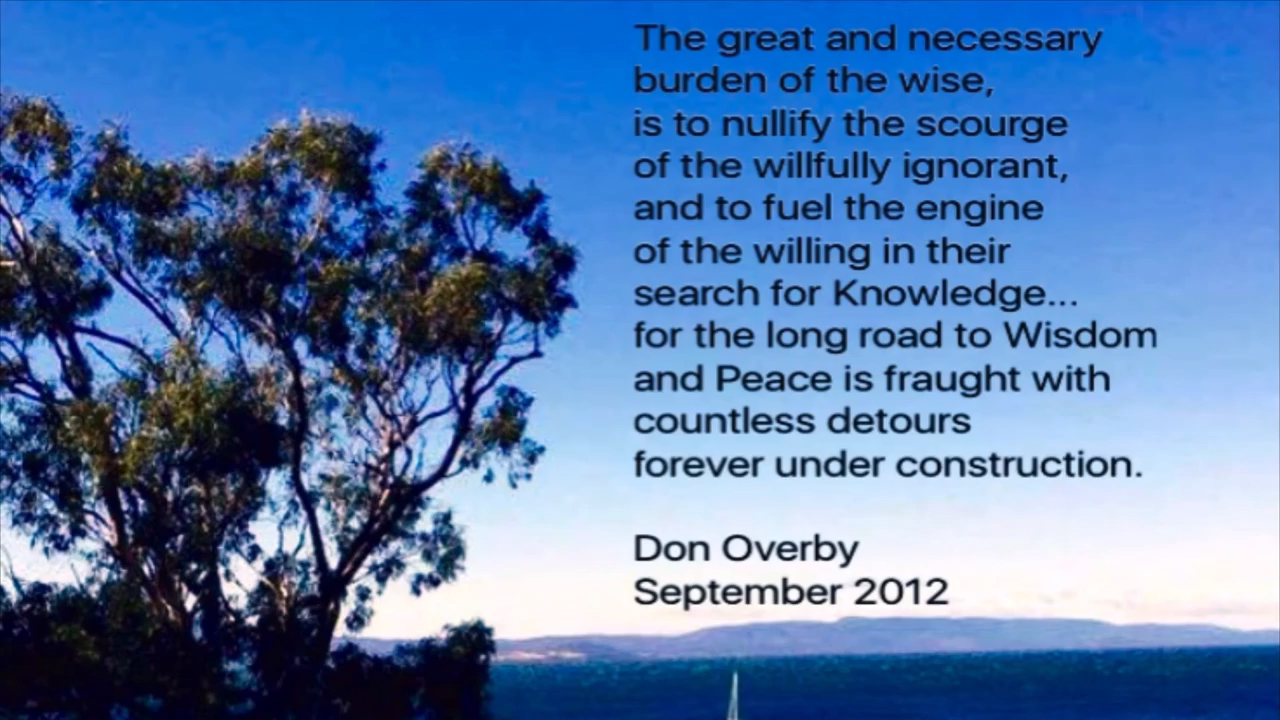 The great and necessary
burden of the wise,
is to nullify the scourge
of the willfully ignorant,
and to fuel the engine
of the willing in their
search for Knowledge...
for the long road to Wisdom
and Peace is fraught with
countless detours
forever under construction.
Don Overby
September 2012